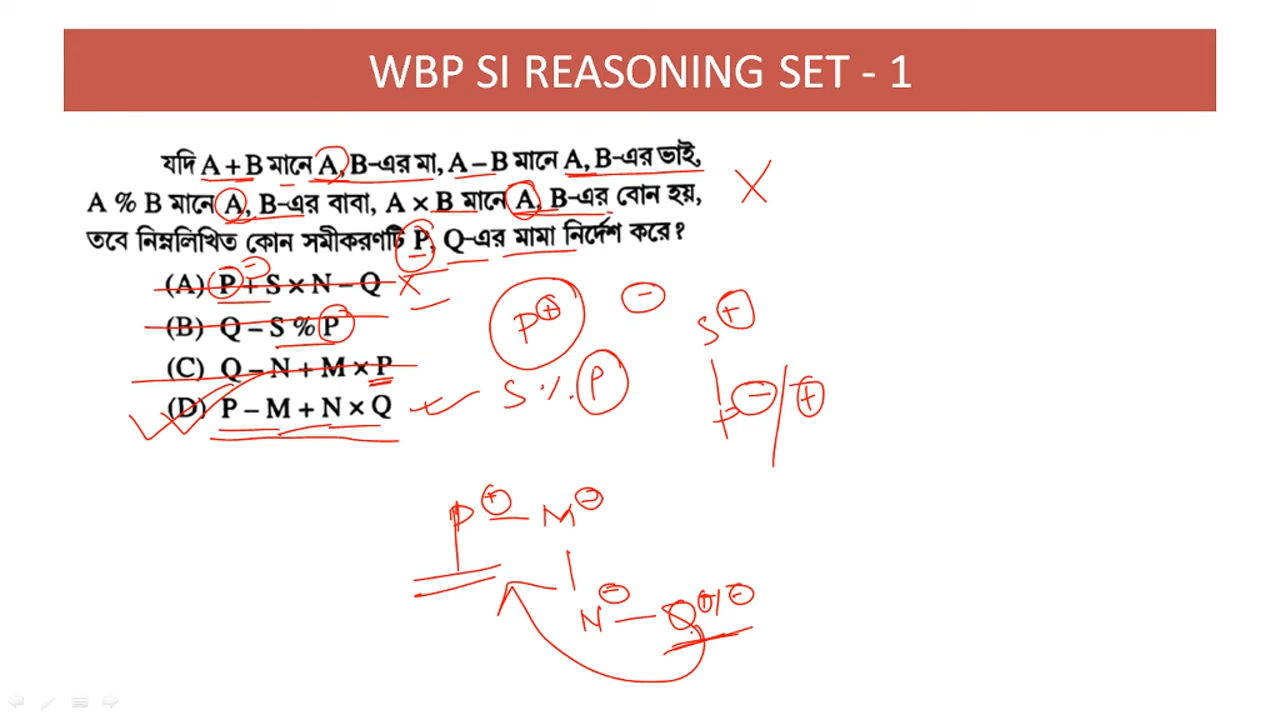 WBP SI REASONING SET - 1
যদি A + B মানে A, B-এর মা, A – B মানে A, B-এর ভাই,
A % B মানে A, B-এর বাবা, A × B মানে A, B-এর বোন হয়,
তবে নিম্নলিখিত কোন সমীকরণটি P, Q-এর মামা নির্দেশ করে?
(A) P + S × N – Q
(B) Q – S % P
(C) Q – N + M × P
(D) P – M + N × Q
P +
–
S +
S % P
P – / +
P + – M –
N – – Q + / –